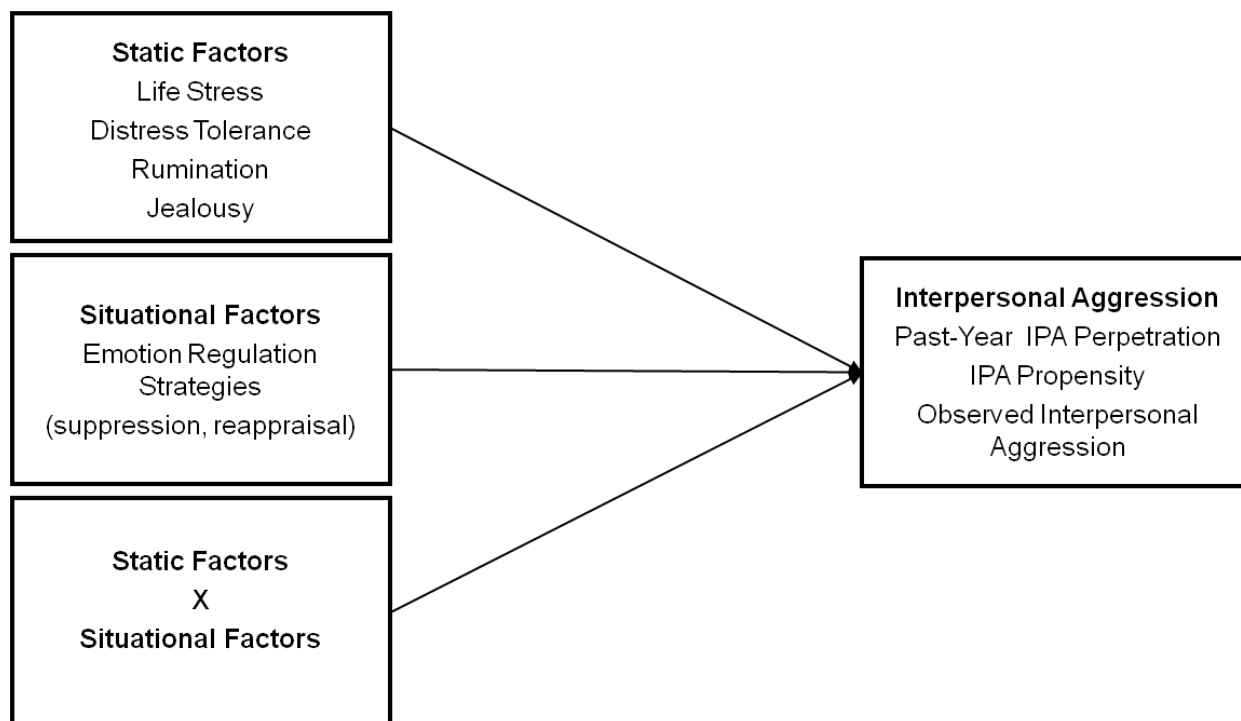 Static Factors
Life Stress
Distress Tolerance
Rumination
Jealousy
Situational Factors
Emotion Regulation
Strategies
(suppression, reappraisal)
Static Factors
X
Situational Factors
Interpersonal Aggression
Past-Year IPA Perpetration
IPA Propensity
Observed Interpersonal
Aggression